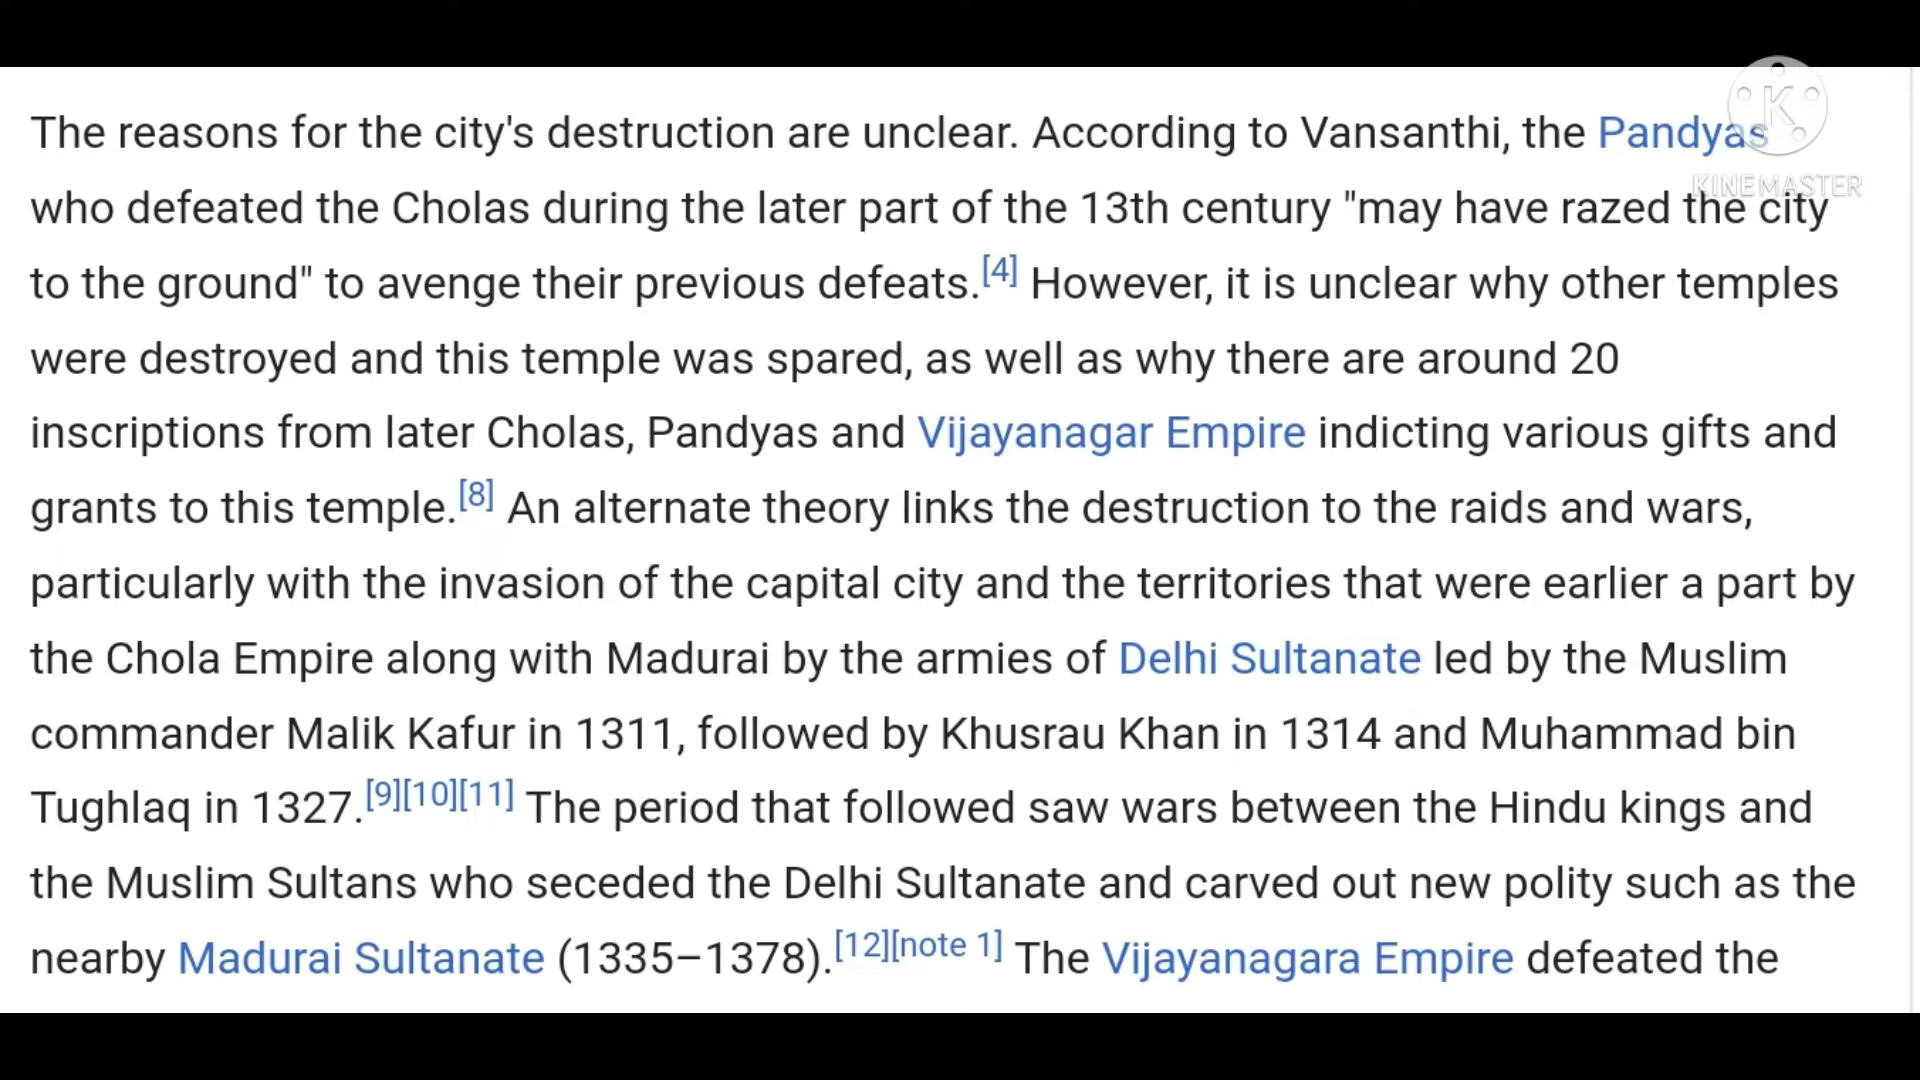 The reasons for the city's destruction are unclear. According to Vansanthi, the Pandyas
who defeated the Cholas during the later part of the 13th century "may have razed the city
to the ground" to avenge their previous defeats.[4] However, it is unclear why other temples
were destroyed and this temple was spared, as well as why there are around 20
inscriptions from later Cholas, Pandyas and Vijayanagar Empire indicting various gifts and
grants to this temple.[8] An alternate theory links the destruction to the raids and wars,
particularly with the invasion of the capital city and the territories that were earlier a part by
the Chola Empire along with Madurai by the armies of Delhi Sultanate led by the Muslim
commander Malik Kafur in 1311, followed by Khusrau Khan in 1314 and Muhammad bin
Tughlaq in 1327.[9][10][11] The period that followed saw wars between the Hindu kings and
the Muslim Sultans who seceded the Delhi Sultanate and carved out new polity such as the
nearby Madurai Sultanate (1335–1378).[12][note 1] The Vijayanagara Empire defeated the
K
KINEMASTER